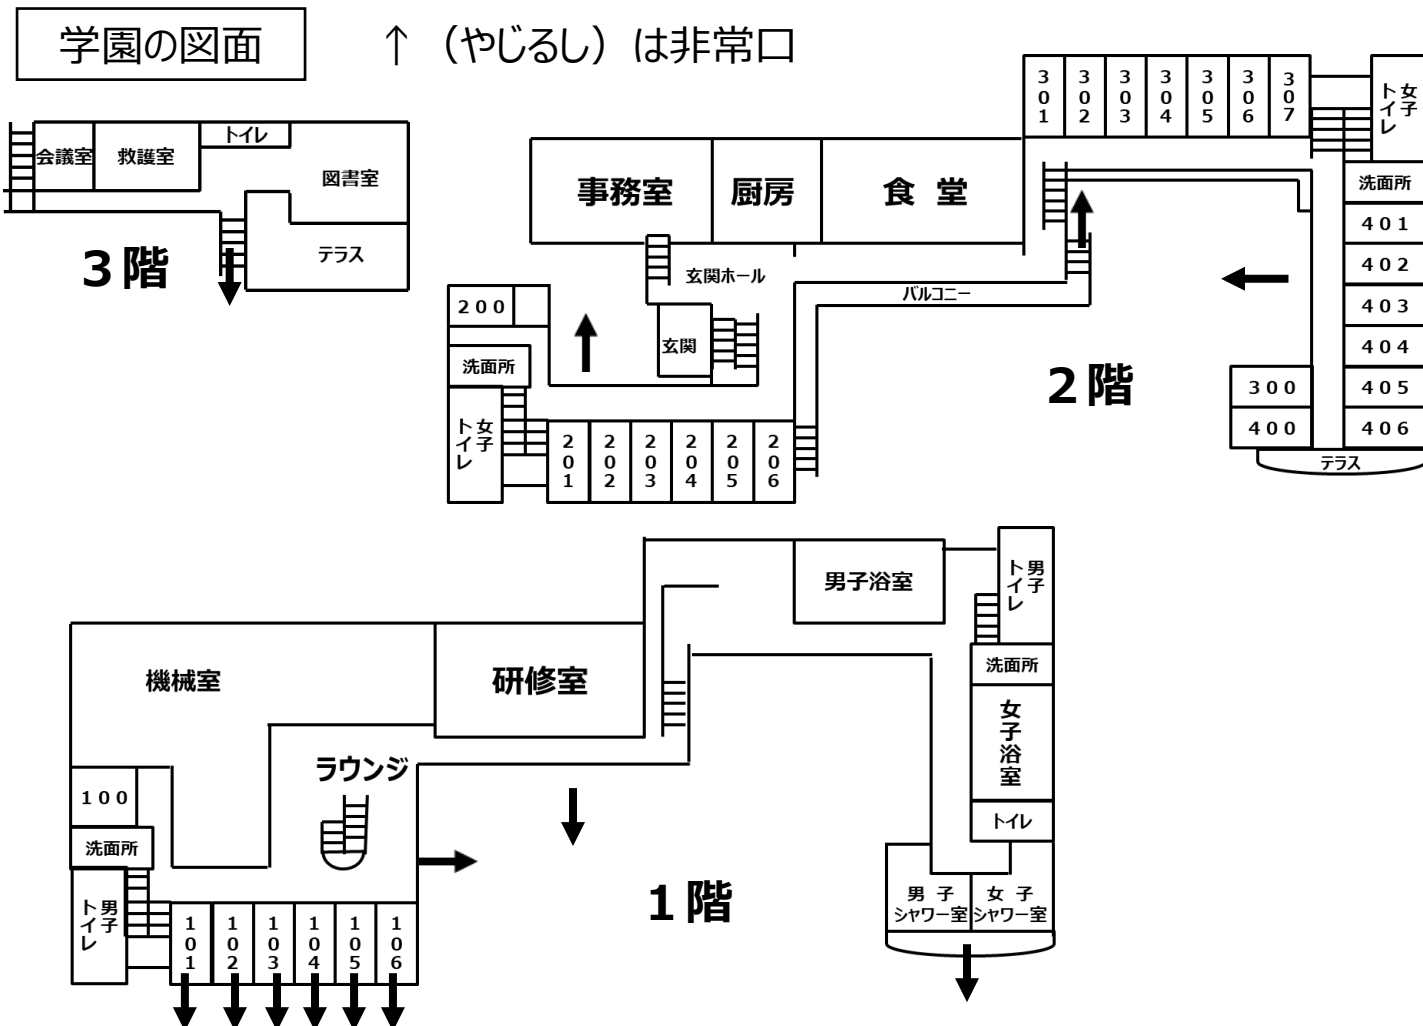 学園の図面
↑（やじるし）は非常口
会議室
救護室
トイレ
図書室
テラス
３階
事務室
厨房
食 堂
301
302
303
304
305
306
307
女子トイレ
洗面所
401
402
403
404
405
406
300
400
テラス
玄関ホール
玄関
バルコニー
200
洗面所
女子トイレ
201
202
203
204
205
206
２階
機械室
研修室
男子浴室
男子トイレ
洗面所
女子浴室
トイレ
男 子
シャワー室
女 子
シャワー室
ラウンジ
100
洗面所
男子トイレ
101
102
103
104
105
106
１階